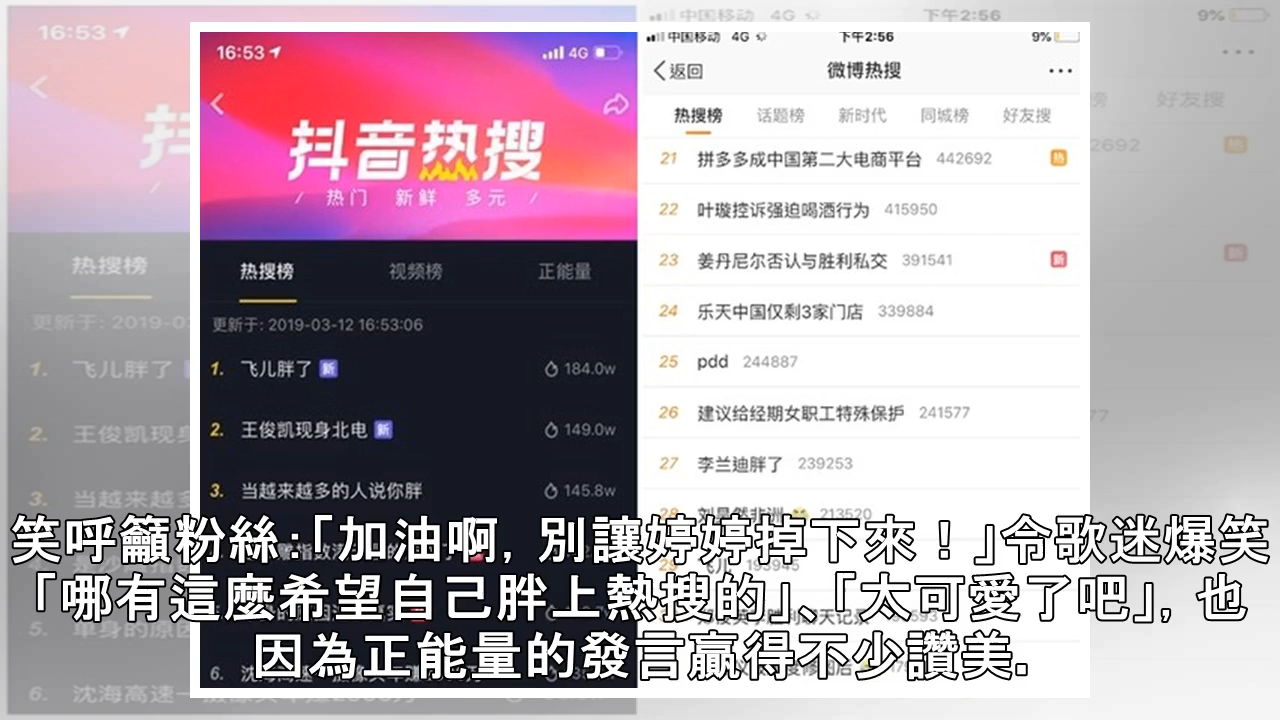 16:53
4G
抖音热搜
热门 新鲜 多元
热搜榜 视频榜 正能量
更新于: 2019-03-12 16:53:06
1. 飞儿胖了 新 184.0w
2. 王俊凯现身北电 新 149.0w
3. 当越来越多的人说你胖 145.8w
中国移动 4G 下午2:56 9%
返回 微博热搜
热搜榜 话题榜 新时代 同城榜 好友搜
21 拼多多成中国第二大电商平台 442692 热
22 叶璇控诉强迫喝酒行为 415950
23 姜丹尼尔否认与胜利私交 391541 新
24 乐天中国仅剩3家门店 339884
25 pdd 244887
26 建议给经期女职工特殊保护 241577
27 李兰迪胖了 239253
笑呼籲粉絲:「加油啊, 別讓婷婷掉下來！」令歌迷爆笑
「哪有這麼希望自己胖上熱搜的」、「太可愛了吧」, 也
因為正能量的發言贏得不少讚美.